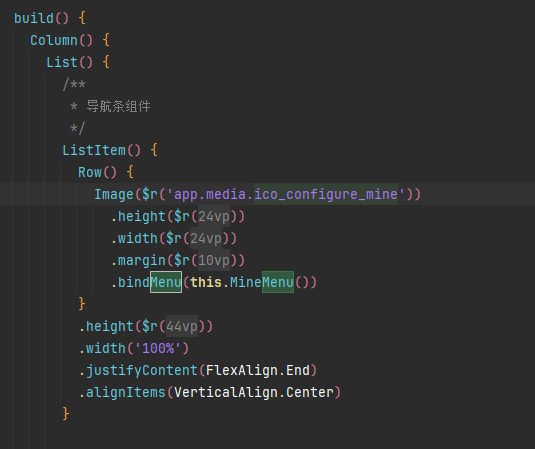 build() {
Column() {
List() {
/**
* 导航条组件
*/
ListItem() {
Row() {
Image($r('app.media.ico_configure_mine'))
.height($r(24vp))
.width($r(24vp))
.margin($r(10vp))
.bindMenu(this.MineMenu())
}
.height($r(44vp))
.width('100%')
.justifyContent(FlexAlign.End)
.alignItems(VerticalAlign.Center)
}